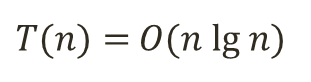 T(n) = O(n lg n)